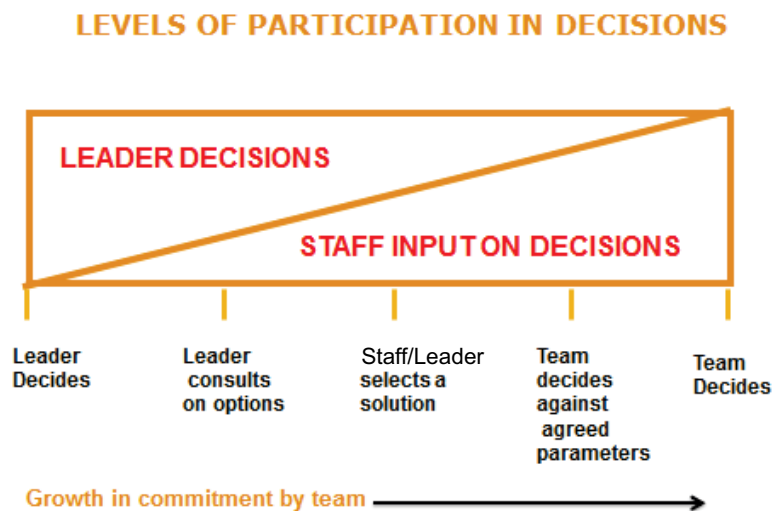 LEVELS OF PARTICIPATION IN DECISIONS
LEADER DECISIONS
STAFF INPUT ON DECISIONS
Leader
Decides
Leader
consults
on options
Staff/Leader
selects a
solution
Team
decides
against
agreed
parameters
Team
Decides
Growth in commitment by team